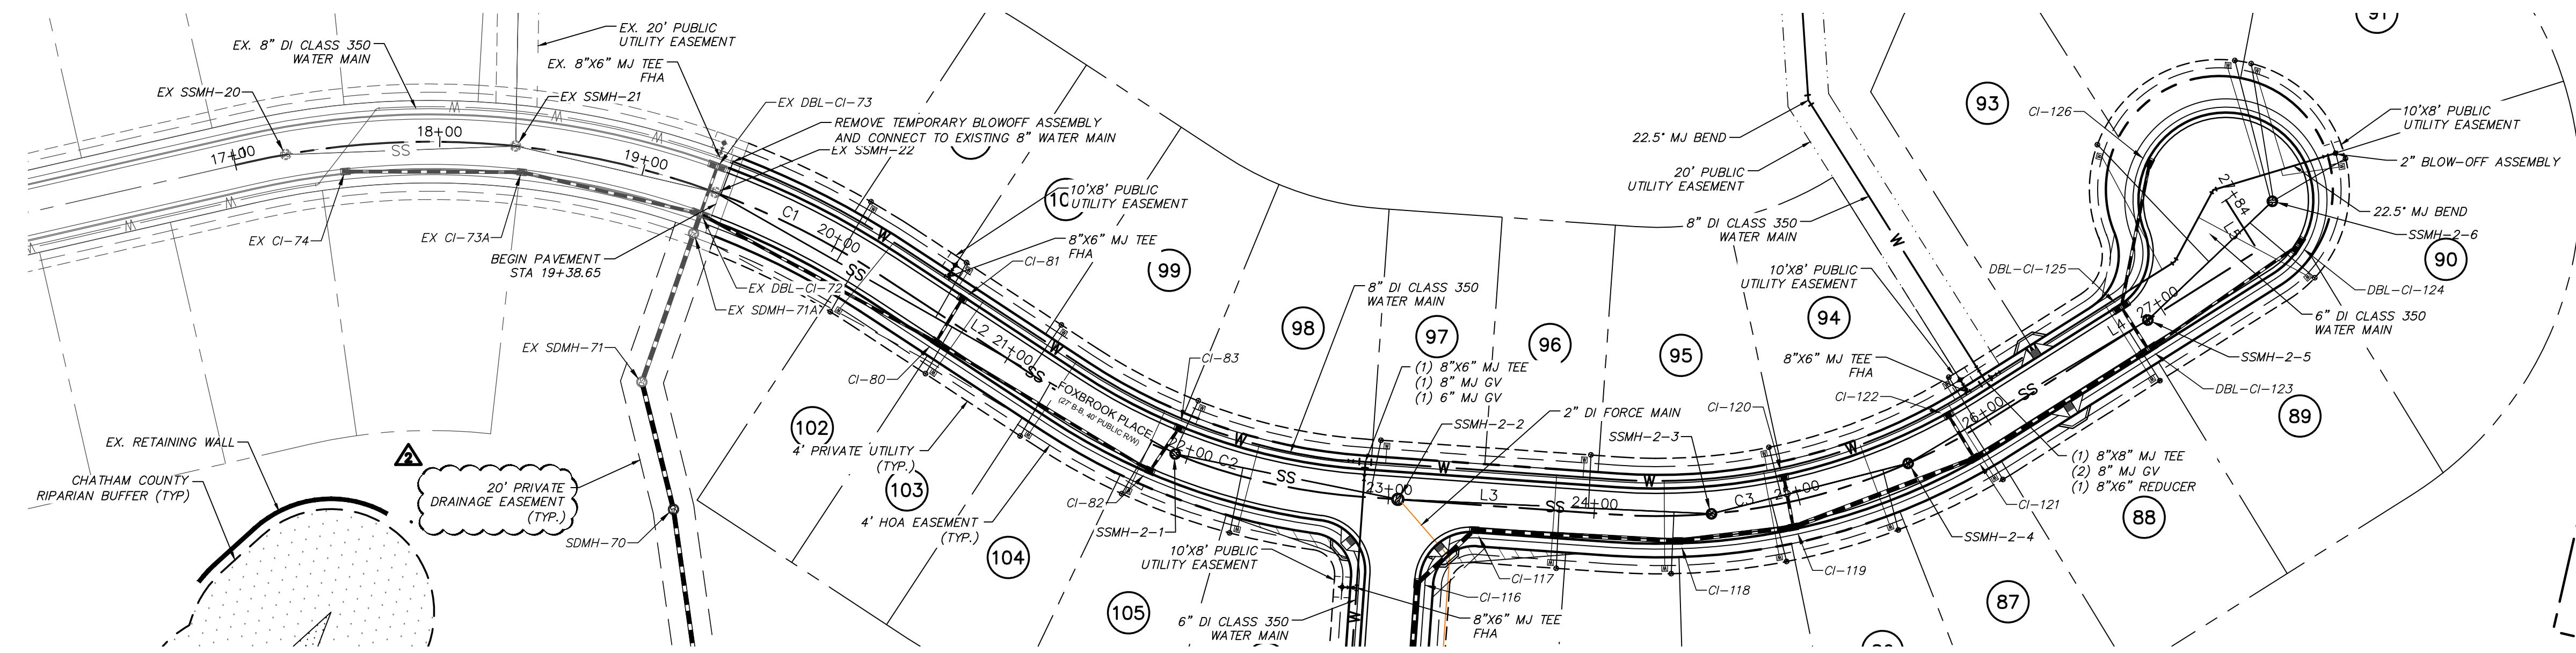 EX. 20' PUBLIC
UTILITY EASEMENT
EX. 8" DI CLASS 350
WATER MAIN
EX. 8"X6" MJ TEE
FHA
EX SSMH-20
EX SSMH-21
EX DBL-CI-73
REMOVE TEMPORARY BLOWOFF ASSEMBLY
AND CONNECT TO EXISTING 8" WATER MAIN
EX SSMH-22
17+00
18+00
19+00
SS
W
W
W
W
W
EX CI-74
EX CI-73A
BEGIN PAVEMENT
STA 19+38.65
EX DBL-CI-72
EX SDMH-71A
EX SDMH-71
C1
20+00
SS
W
10'X8' PUBLIC
UTILITY EASEMENT
8"X6" MJ TEE
FHA
CI-81
99
L2
21+00
SS
W
CI-80
FOXBROOK PLACE
(27' B-B, 40' PUBLIC R/W)
CI-83
98
8" DI CLASS 350
WATER MAIN
97
(1) 8"X6" MJ TEE
(1) 8" MJ GV
(1) 6" MJ GV
96
95
2" DI FORCE MAIN
SSMH-2-2
SSMH-2-3
102
4' PRIVATE UTILITY
(TYP.)
103
4' HOA EASEMENT
(TYP.)
104
CI-82
SSMH-2-1
22+00
C2
W
SS
23+00
W
L3
SS
24+00
W
C3
25+00
W
10'X8' PUBLIC
UTILITY EASEMENT
105
6" DI CLASS 350
WATER MAIN
W
CI-117
CI-116
8"X6" MJ TEE
FHA
CI-118
CI-119
CI-120
EX. RETAINING WALL
CHATHAM COUNTY
RIPARIAN BUFFER (TYP)
2
20' PRIVATE
DRAINAGE EASEMENT
(TYP.)
SDMH-70
22.5° MJ BEND
20' PUBLIC
UTILITY EASEMENT
8" DI CLASS 350
WATER MAIN
W
10'X8' PUBLIC
UTILITY EASEMENT
94
8"X6" MJ TEE
FHA
CI-122
26+00
SS
W
93
91
CI-126
10'X8' PUBLIC
UTILITY EASEMENT
2" BLOW-OFF ASSEMBLY
27+84
L5
22.5° MJ BEND
SSMH-2-6
90
DBL-CI-125
DBL-CI-124
27+00
L4
6" DI CLASS 350
WATER MAIN
SSMH-2-5
DBL-CI-123
89
(1) 8"X8" MJ TEE
(2) 8" MJ GV
(1) 8"X6" REDUCER
CI-121
88
SSMH-2-4
87